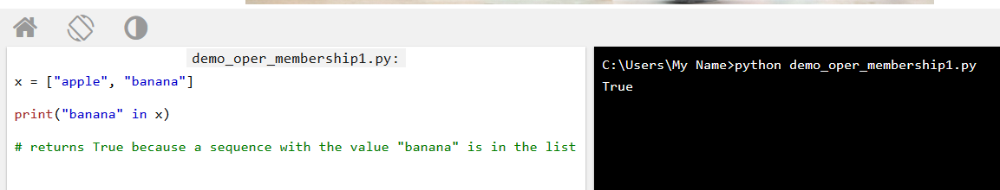 demo_oper_membership1.py:
x = ["apple", "banana"]
print("banana" in x)
# returns True because a sequence with the value "banana" is in the list
C:\Users\My Name>python demo_oper_membership1.py
True